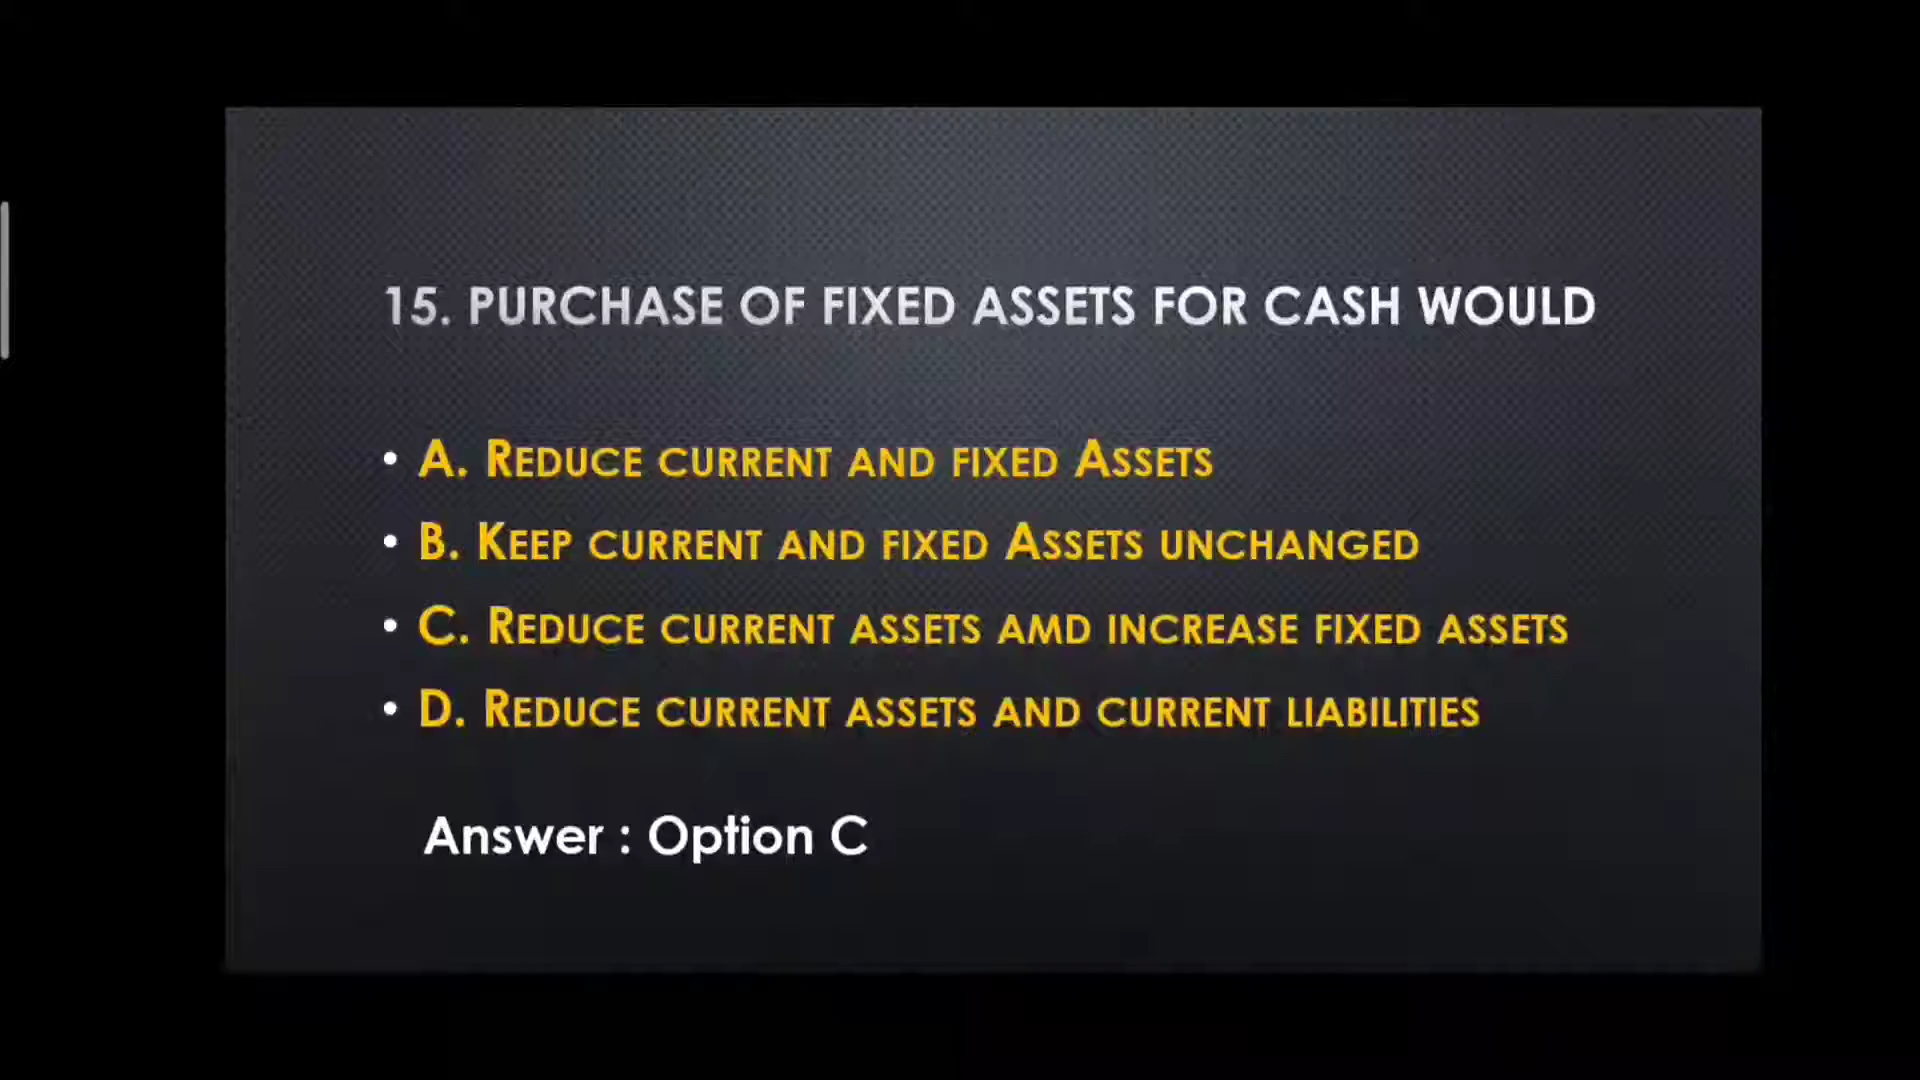 15. PURCHASE OF FIXED ASSETS FOR CASH WOULD
• A. REDUCE CURRENT AND FIXED ASSETS
• B. KEEP CURRENT AND FIXED ASSETS UNCHANGED
• C. REDUCE CURRENT ASSETS AMD INCREASE FIXED ASSETS
• D. REDUCE CURRENT ASSETS AND CURRENT LIABILITIES
Answer : Option C